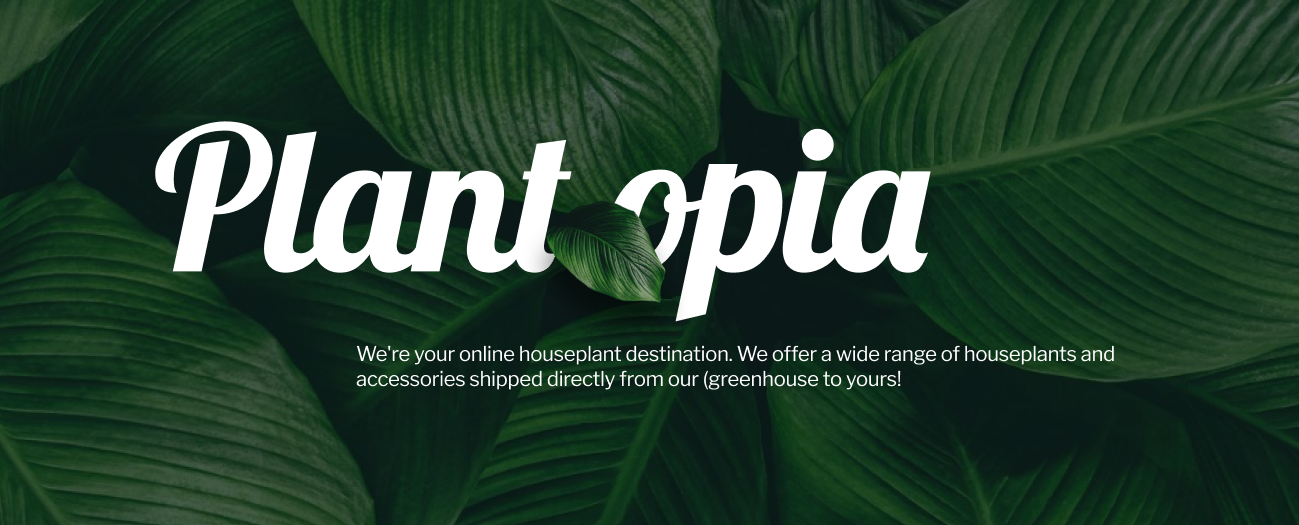 Plant opia
We're your online houseplant destination. We offer a wide range of houseplants and
accessories shipped directly from our (greenhouse to yours!